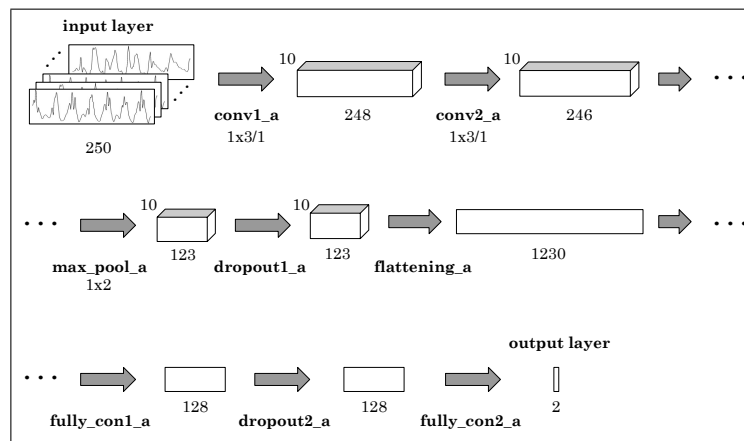 input layer
250
conv1_a
1x3/1
10
248
conv2_a
1x3/1
10
246
...
...
max_pool_a
1x2
10
123
dropout1_a
10
123
flattening_a
1230
...
...
fully_con1_a
128
dropout2_a
128
fully_con2_a
output layer
2